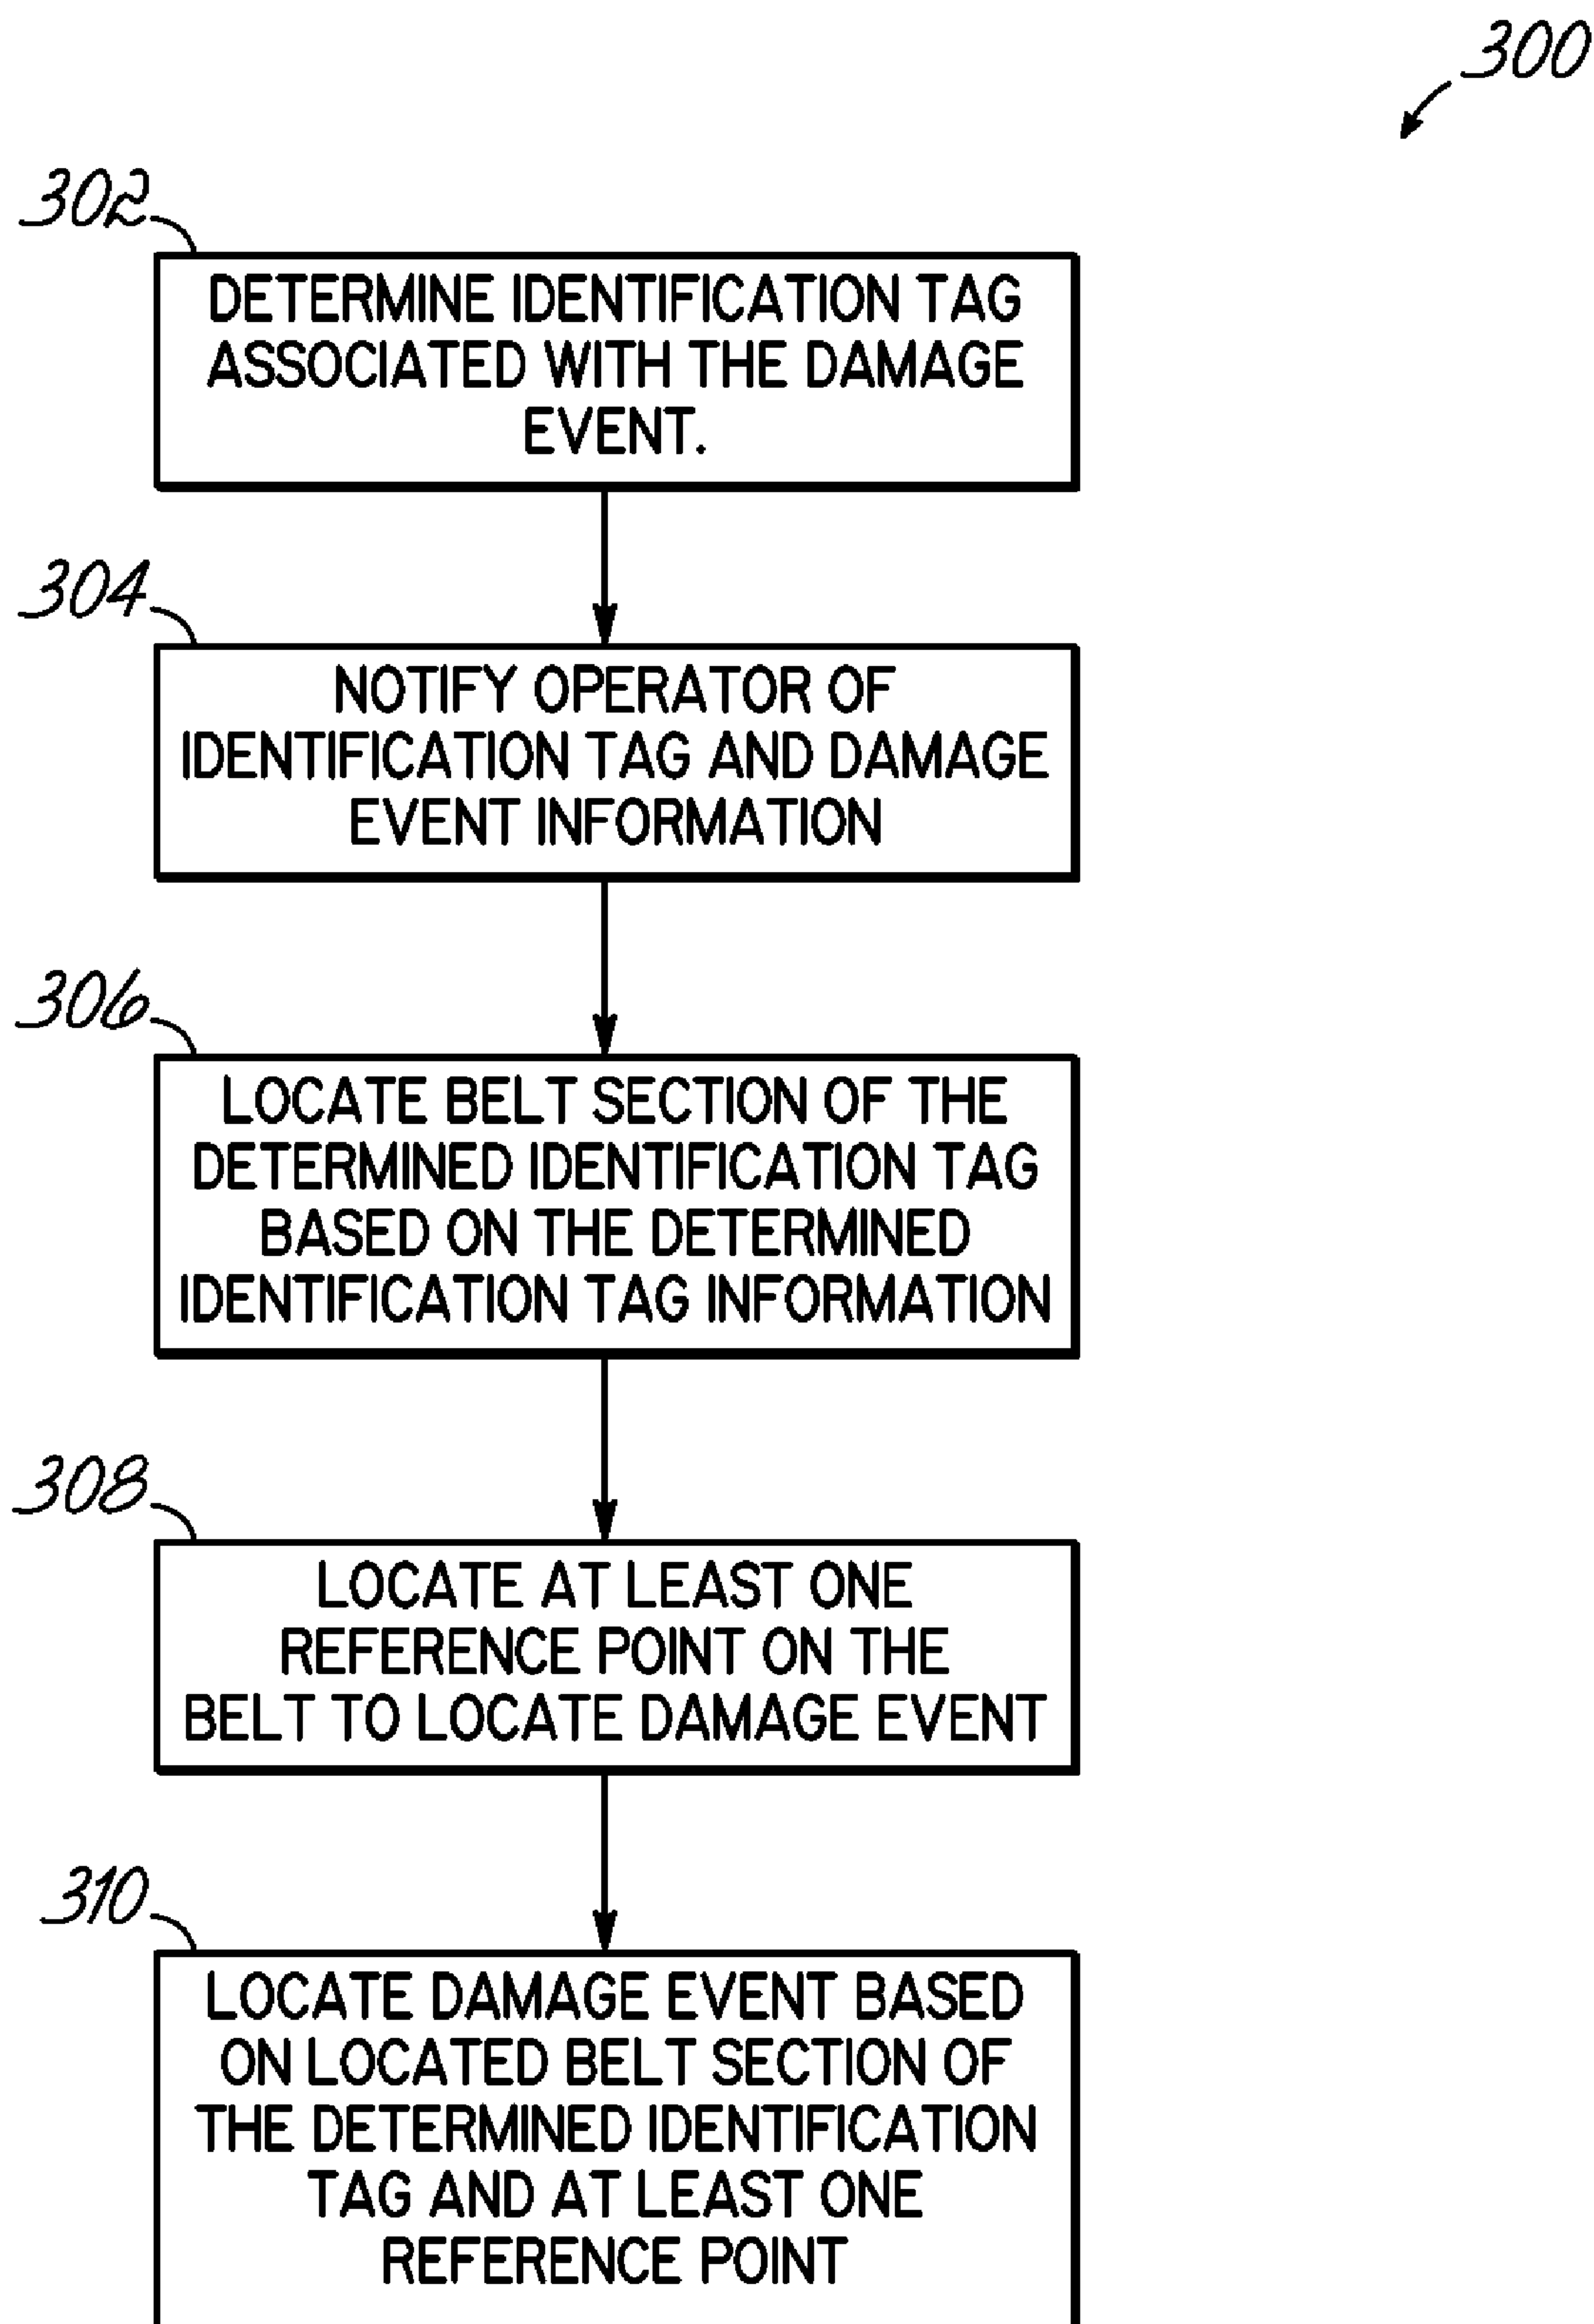 300
302
DETERMINE IDENTIFICATION TAG
ASSOCIATED WITH THE DAMAGE
EVENT.
304
NOTIFY OPERATOR OF
IDENTIFICATION TAG AND DAMAGE
EVENT INFORMATION
306
LOCATE BELT SECTION OF THE
DETERMINED IDENTIFICATION TAG
BASED ON THE DETERMINED
IDENTIFICATION TAG INFORMATION
308
LOCATE AT LEAST ONE
REFERENCE POINT ON THE
BELT TO LOCATE DAMAGE EVENT
310
LOCATE DAMAGE EVENT BASED
ON LOCATED BELT SECTION OF
THE DETERMINED IDENTIFICATION
TAG AND AT LEAST ONE
REFERENCE POINT